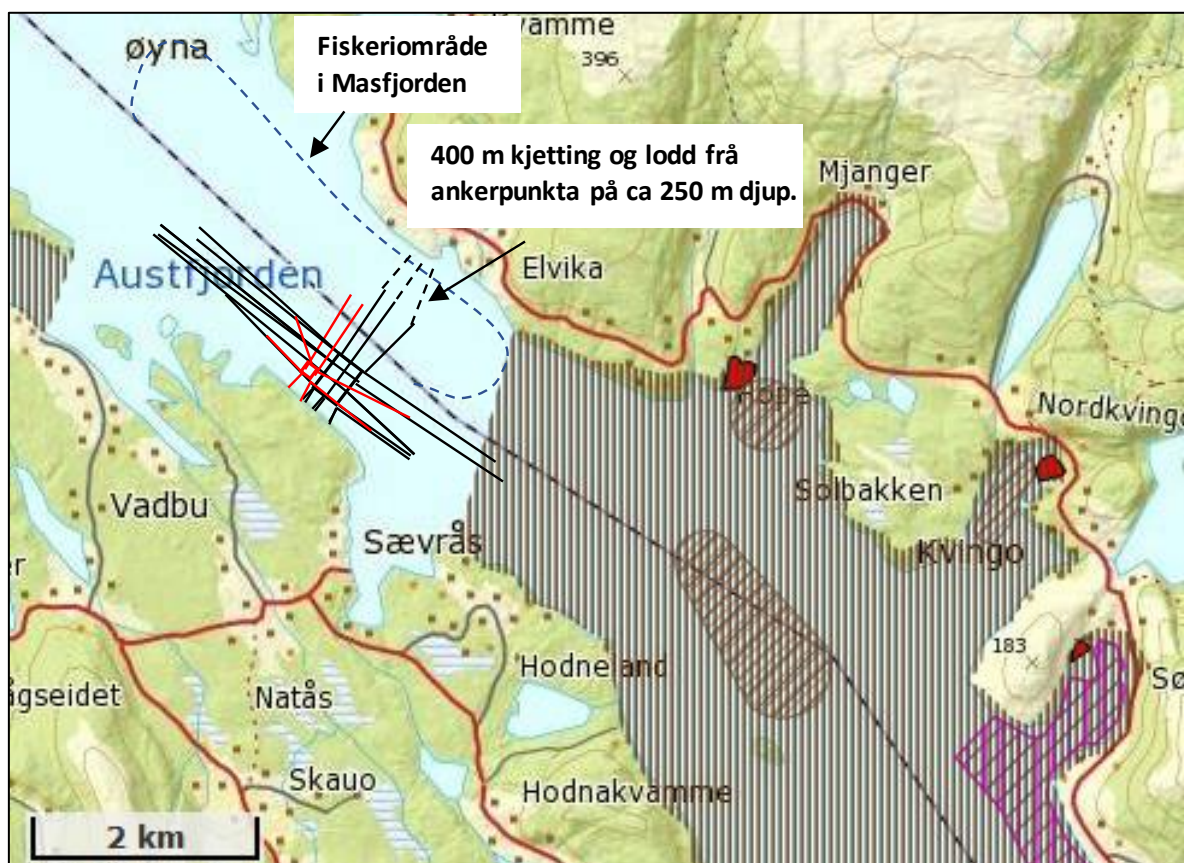 øyna
Fiskeriområde
i Masfjorden
396
400 m kjetting og lodd frå
ankerpunkta på ca 250 m djup.
Mjanger
Elvika
Austfjorden
Nordkvingo
Solbakken
Vadbu
Sævrås
Kvingo
Hodneland
183
Natås
Skauo
Hodnakvamme
2 km